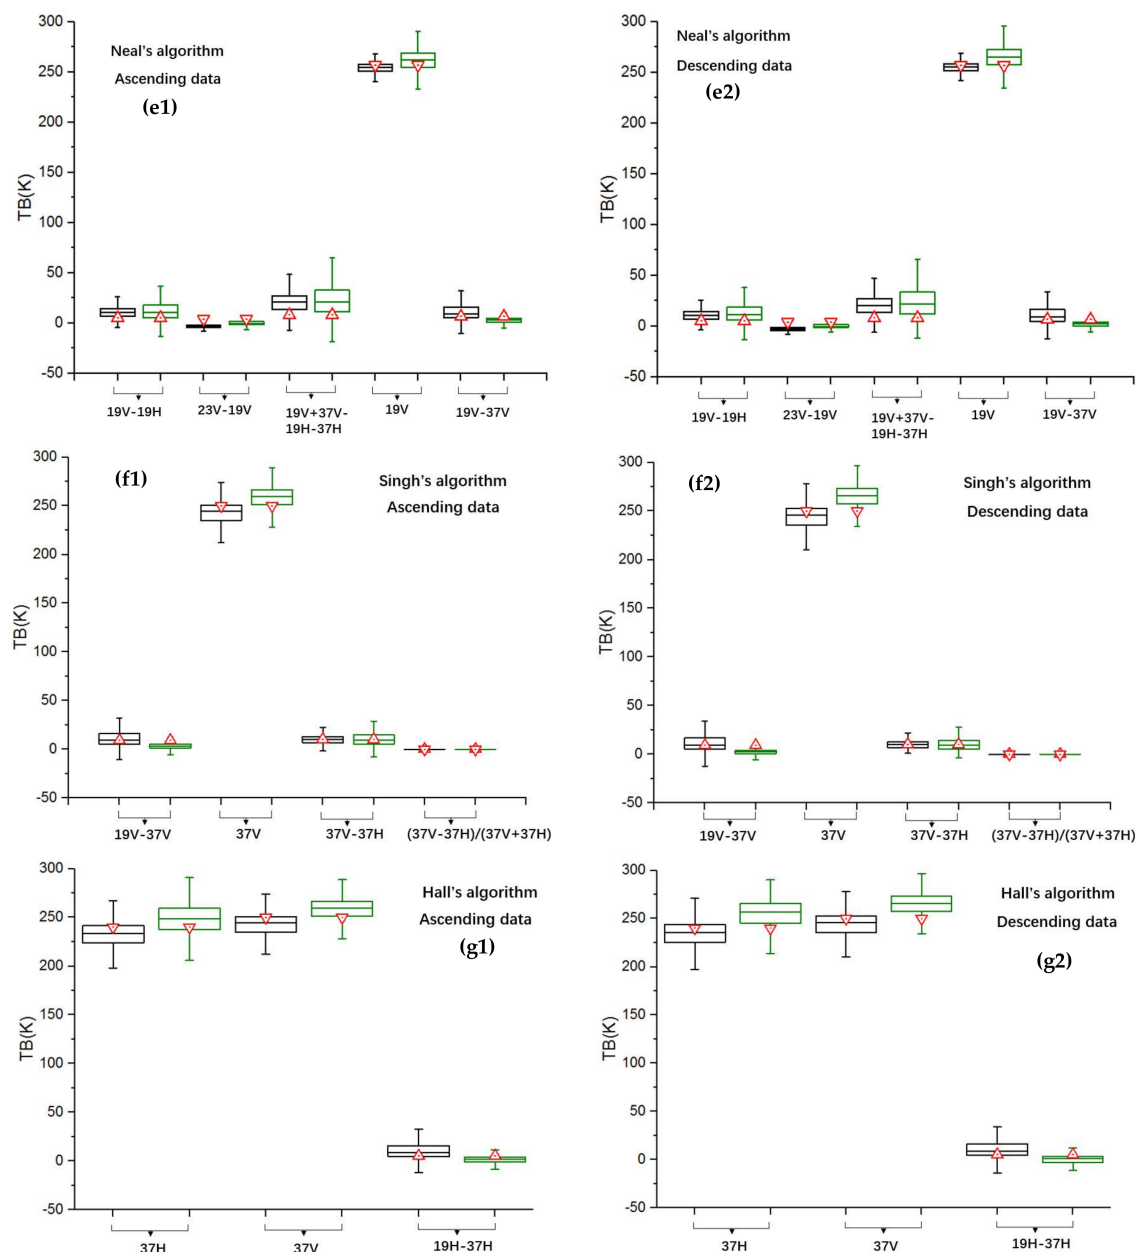 300
250
200
150
100
50
0
-50
TB(K)
Neal's algorithm
Ascending data
(e1)
19V-19H
23V-19V
19V+37V-
19H-37H
19V
19V-37V
300
250
200
150
100
50
0
-50
TB(K)
Neal's algorithm
Descending data
(e2)
19V-19H
23V-19V
19V+37V-
19H-37H
19V
19V-37V
300
250
200
150
100
50
0
-50
TB(K)
(f1)
Singh's algorithm
Ascending data
19V-37V
37V
37V-37H
(37V-37H)/(37V+37H)
300
250
200
150
100
50
0
-50
TB(K)
(f2)
Singh's algorithm
Descending data
19V-37V
37V
37V-37H
(37V-37H)/(37V+37H)
300
250
200
150
100
50
0
-50
TB(K)
Hall's algorithm
Ascending data
(g1)
37H
37V
19H-37H
300
250
200
150
100
50
0
-50
TB(K)
Hall's algorithm
Descending data
(g2)
37H
37V
19H-37H